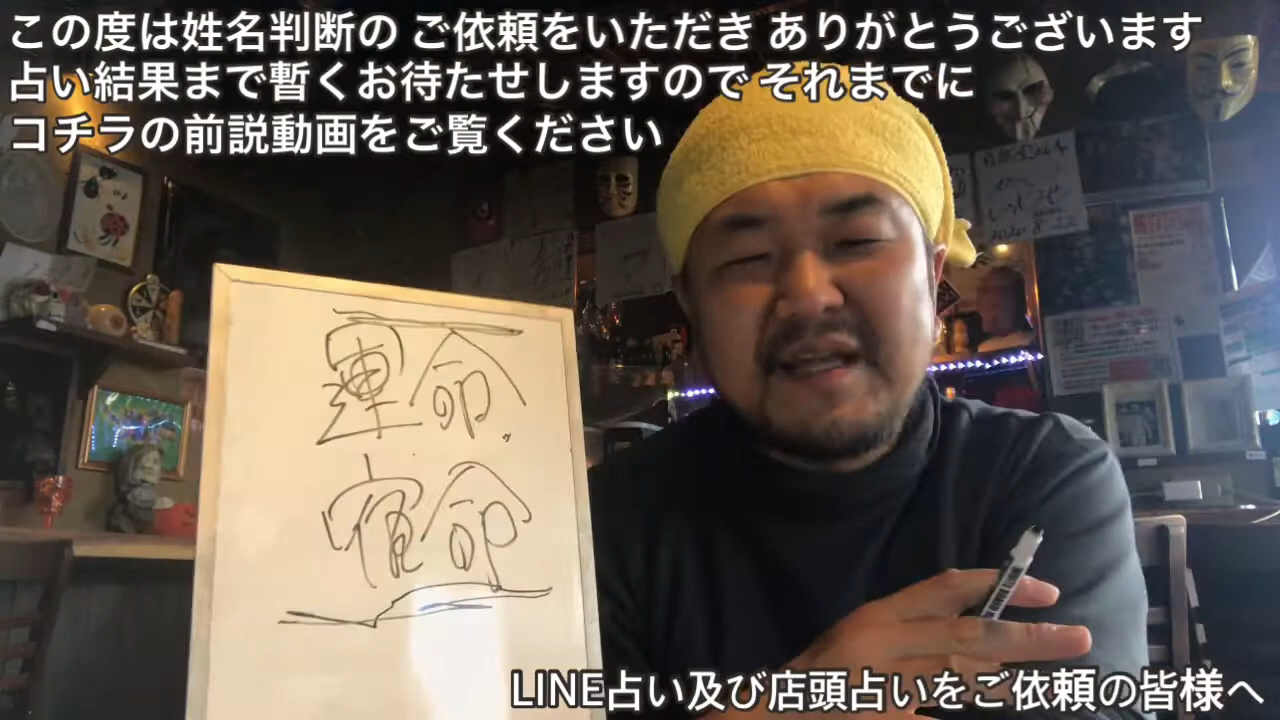 この度は姓名判断の ご依頼をいただき ありがとうございます
占い結果まで暫くお待たせしますので それまでに
コチラの前説動画をご覧ください
運命
宿命
LINE占い及び店頭占いをご依頼の皆様へ